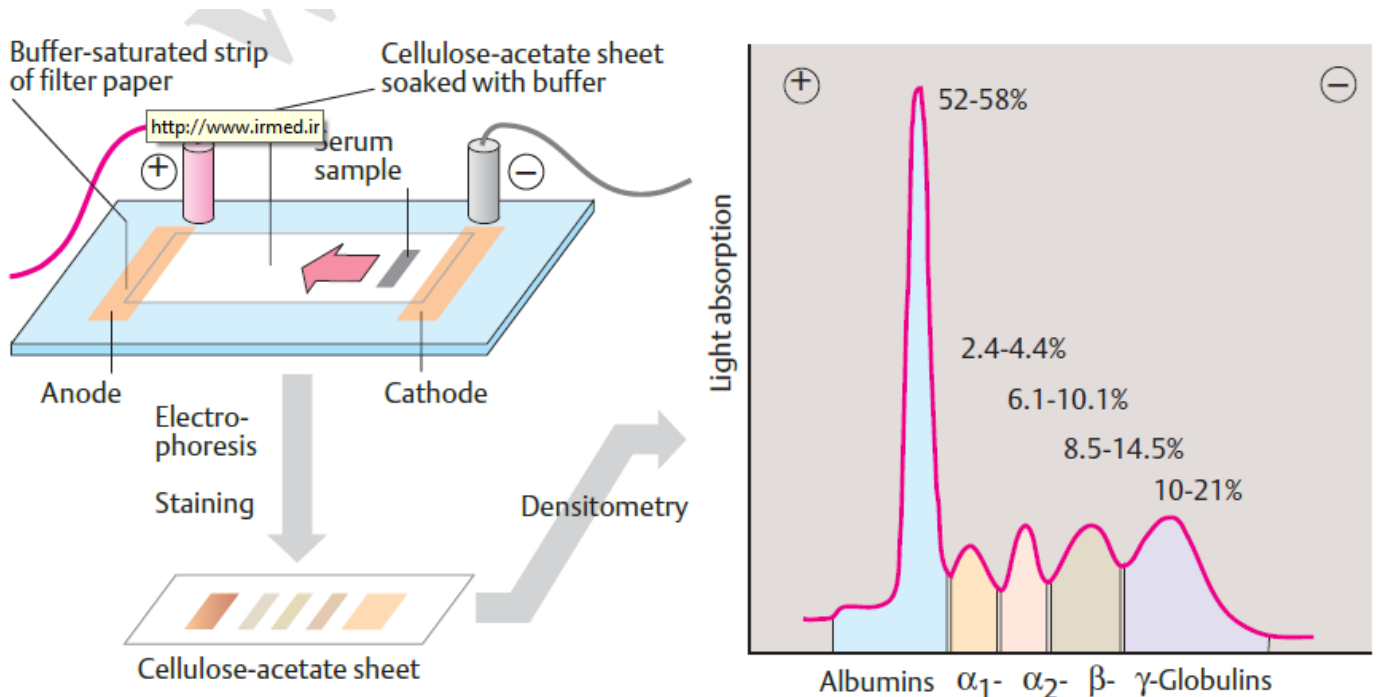 Buffer-saturated strip
of filter paper
Cellulose-acetate sheet
soaked with buffer
http://www.irmed.ir
Serum
sample
+
−
Anode
Cathode
Electro-
phoresis
Staining
Densitometry
Cellulose-acetate sheet
+
−
Light absorption
52-58%
2.4-4.4%
6.1-10.1%
8.5-14.5%
10-21%
Albumins α1- α2- β- γ-Globulins